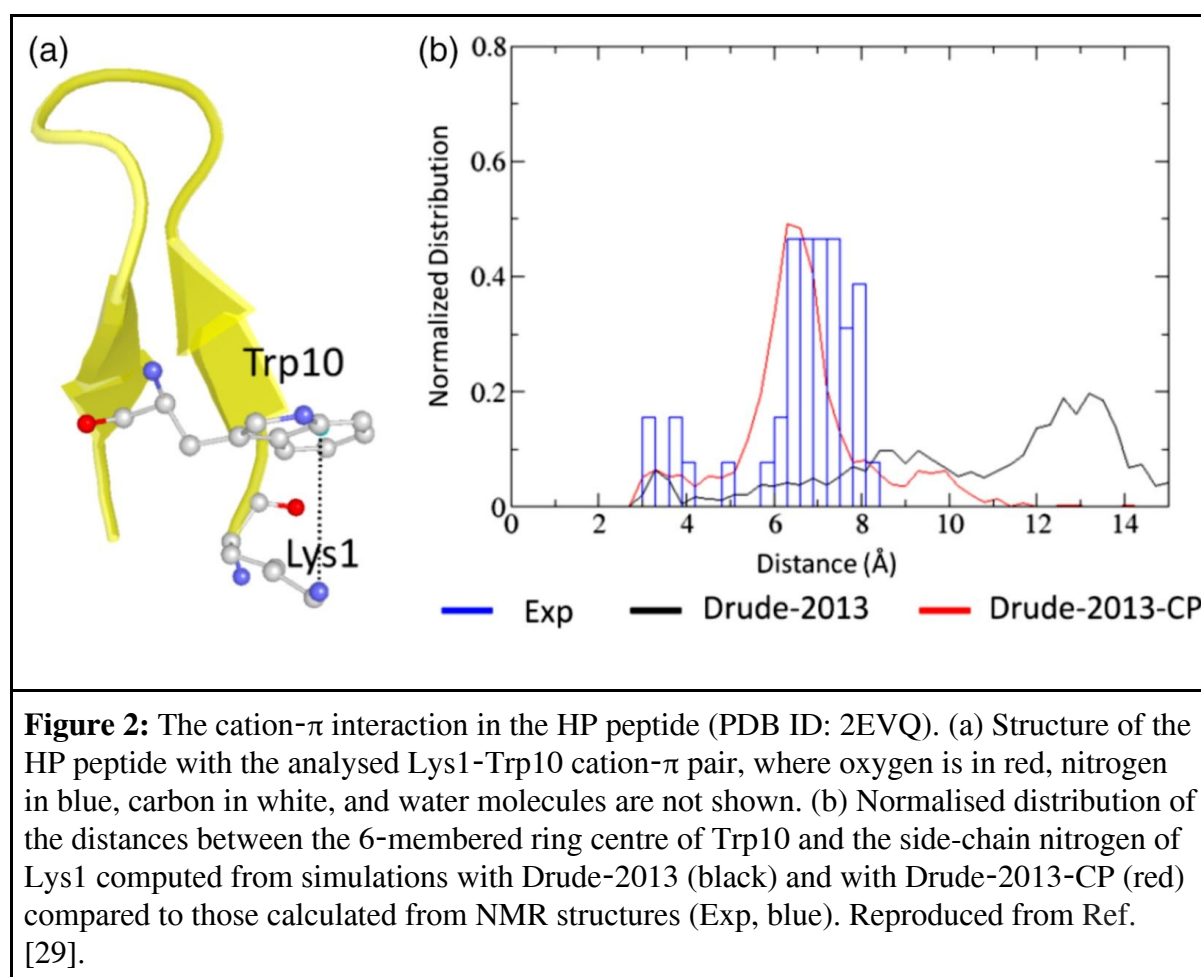 (a)
Trp10
Lys1
(b)
0.8
0.6
0.4
0.2
0
Normalized Distribution
0 2 4 6 8 10 12 14
Distance (Å)
Exp Drude-2013 Drude-2013-CP
Figure 2: The cation-π interaction in the HP peptide (PDB ID: 2EVQ). (a) Structure of the
HP peptide with the analysed Lys1-Trp10 cation-π pair, where oxygen is in red, nitrogen
in blue, carbon in white, and water molecules are not shown. (b) Normalised distribution of
the distances between the 6-membered ring centre of Trp10 and the side-chain nitrogen of
Lys1 computed from simulations with Drude-2013 (black) and with Drude-2013-CP (red)
compared to those calculated from NMR structures (Exp, blue). Reproduced from Ref.
[29].